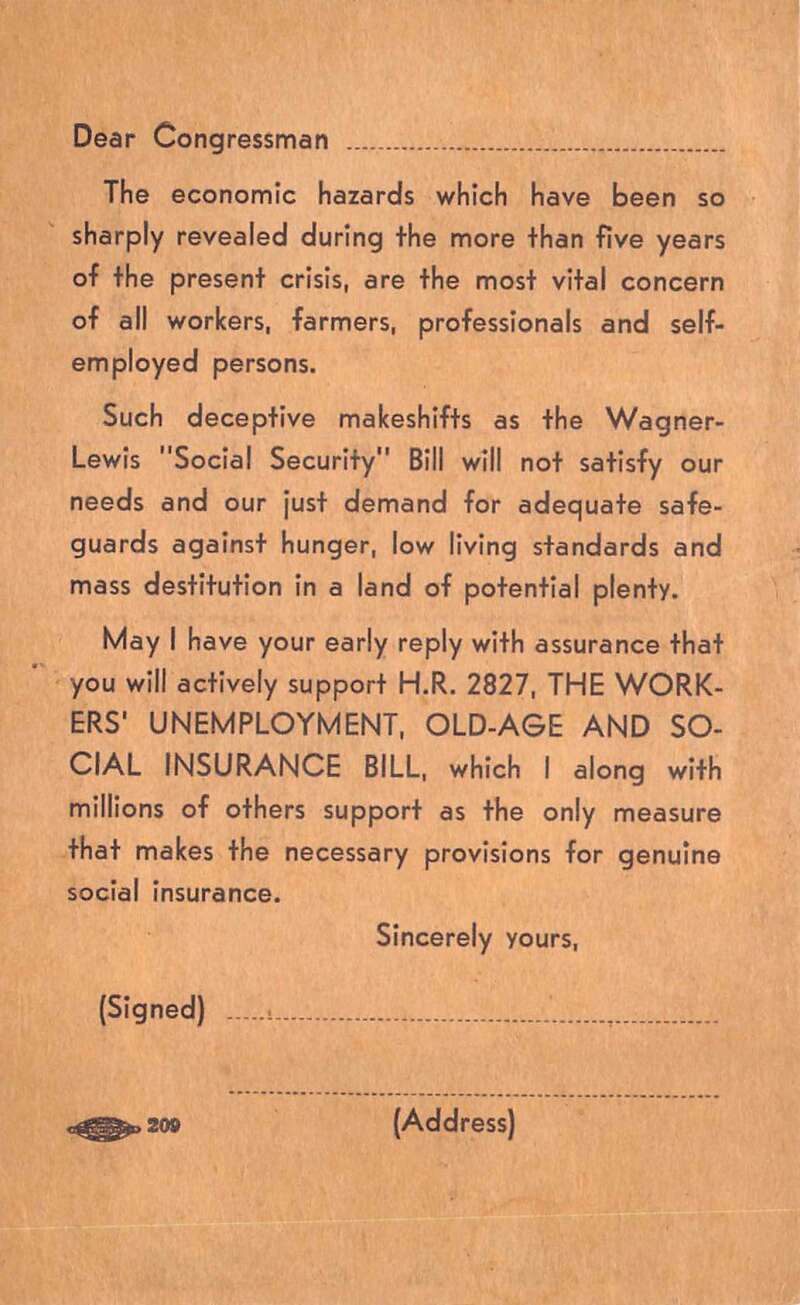 Dear Congressman
The economic hazards which have been so
sharply revealed during the more than five years
of the present crisis, are the most vital concern
of all workers, farmers, professionals and self-
employed persons.
Such deceptive makeshifts as the Wagner-
Lewis "Social Security" Bill will not satisfy our
needs and our just demand for adequate safe-
guards against hunger, low living standards and
mass destitution in a land of potential plenty.
May I have your early reply with assurance that
you will actively support H.R. 2827, THE WORK-
ERS' UNEMPLOYMENT, OLD-AGE AND SO-
CIAL INSURANCE BILL, which I along with
millions of others support as the only measure
that makes the necessary provisions for genuine
social insurance.
Sincerely yours,
(Signed)
(Address)
209